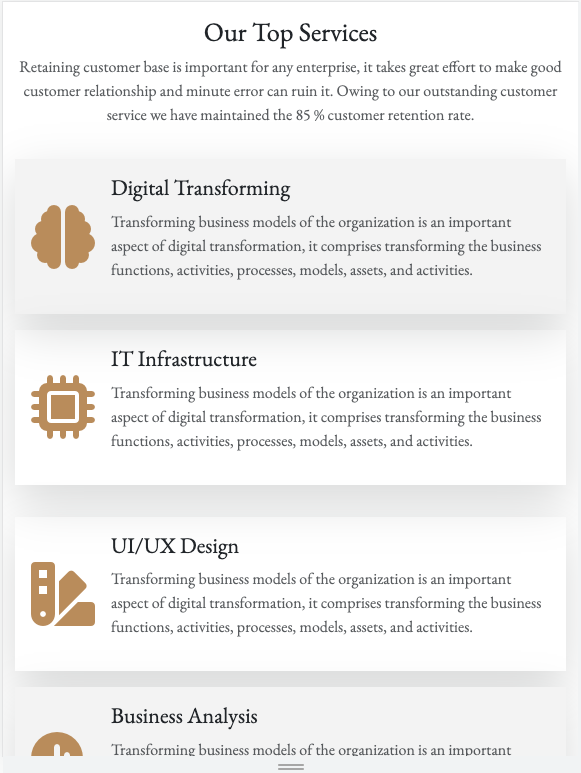 Our Top Services
Retaining customer base is important for any enterprise, it takes great effort to make good
customer relationship and minute error can ruin it. Owing to our outstanding customer
service we have maintained the 85 % customer retention rate.
Digital Transforming
Transforming business models of the organization is an important
aspect of digital transformation, it comprises transforming the business
functions, activities, processes, models, assets, and activities.
IT Infrastructure
Transforming business models of the organization is an important
aspect of digital transformation, it comprises transforming the business
functions, activities, processes, models, assets, and activities.
UI/UX Design
Transforming business models of the organization is an important
aspect of digital transformation, it comprises transforming the business
functions, activities, processes, models, assets, and activities.
Business Analysis
Transforming business models of the organization is an important